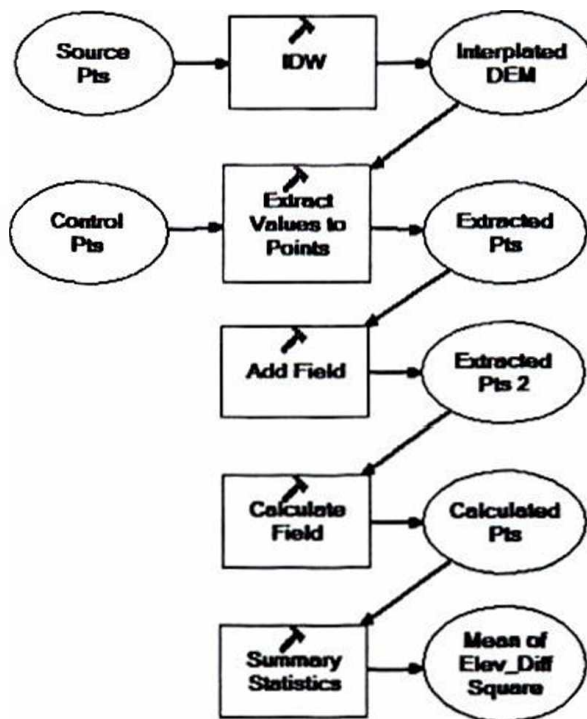 Source
Pts
IDW
Interplated
DEM
Control
Pts
Extract
Values to
Points
Extracted
Pts
Add Field
Extracted
Pts 2
Calculate
Field
Calculated
Pts
Summary
Statistics
Mean of
Elev_Diff
Square